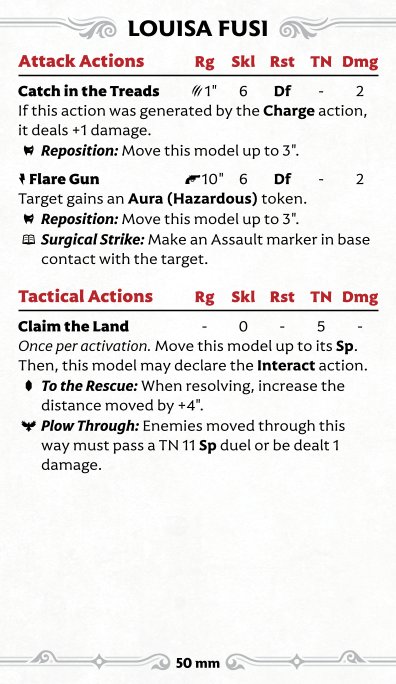 LOUISA FUSI
Attack Actions Rg Skl Rst TN Dmg
Catch in the Treads 1" 6 Df - 2
If this action was generated by the Charge action,
it deals +1 damage.
Reposition: Move this model up to 3".
Flare Gun 10" 6 Df - 2
Target gains an Aura (Hazardous) token.
Reposition: Move this model up to 3".
Surgical Strike: Make an Assault marker in base
contact with the target.
Tactical Actions Rg Skl Rst TN Dmg
Claim the Land - 0 - 5 -
Once per activation. Move this model up to its Sp.
Then, this model may declare the Interact action.
To the Rescue: When resolving, increase the
distance moved by +4".
Plow Through: Enemies moved through this
way must pass a TN 11 Sp duel or be dealt 1
damage.
50 mm